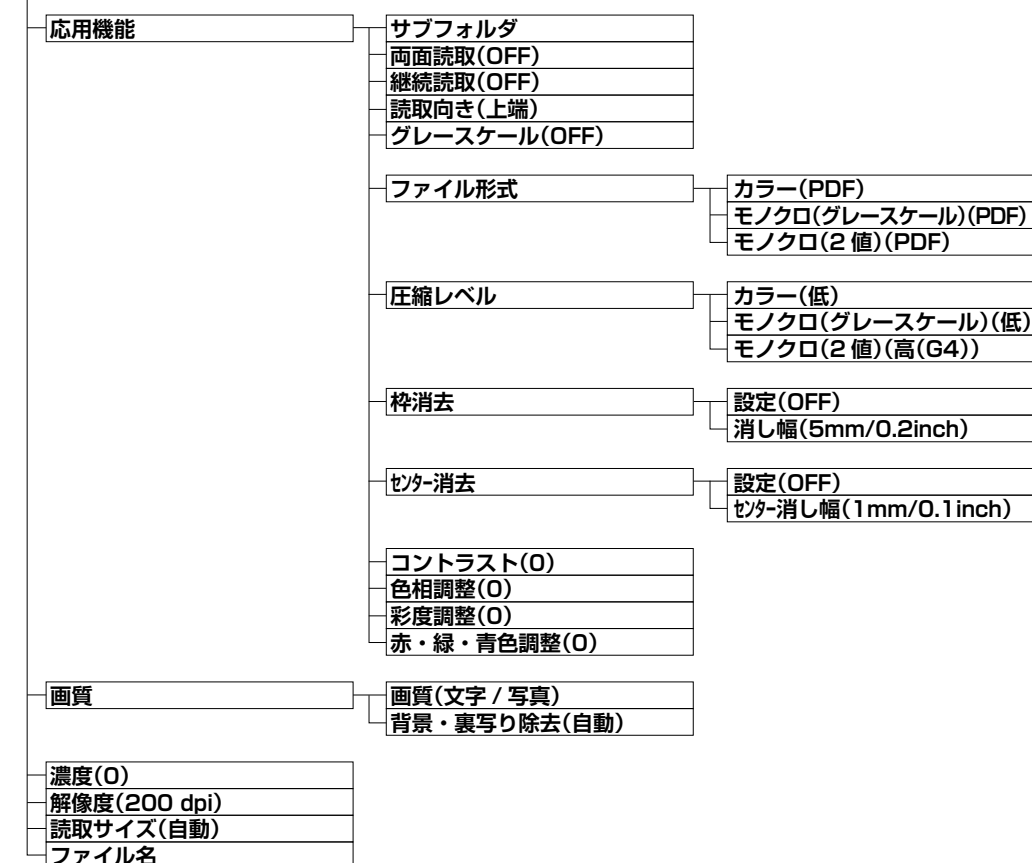 応用機能
サブフォルダ
両面読取(OFF)
継続読取(OFF)
読取向き(上端)
グレースケール(OFF)
ファイル形式
カラー(PDF)
モノクロ(グレースケール)(PDF)
モノクロ(2 値)(PDF)
圧縮レベル
カラー(低)
モノクロ(グレースケール)(低)
モノクロ(2 値)(高(G4))
枠消去
設定(OFF)
消し幅(5mm/0.2inch)
ｾﾝﾀｰ消去
設定(OFF)
ｾﾝﾀｰ消し幅(1mm/0.1inch)
コントラスト(0)
色相調整(0)
彩度調整(0)
赤・緑・青色調整(0)
画質
画質(文字 / 写真)
背景・裏写り除去(自動)
濃度(0)
解像度(200 dpi)
読取サイズ(自動)
ファイル名